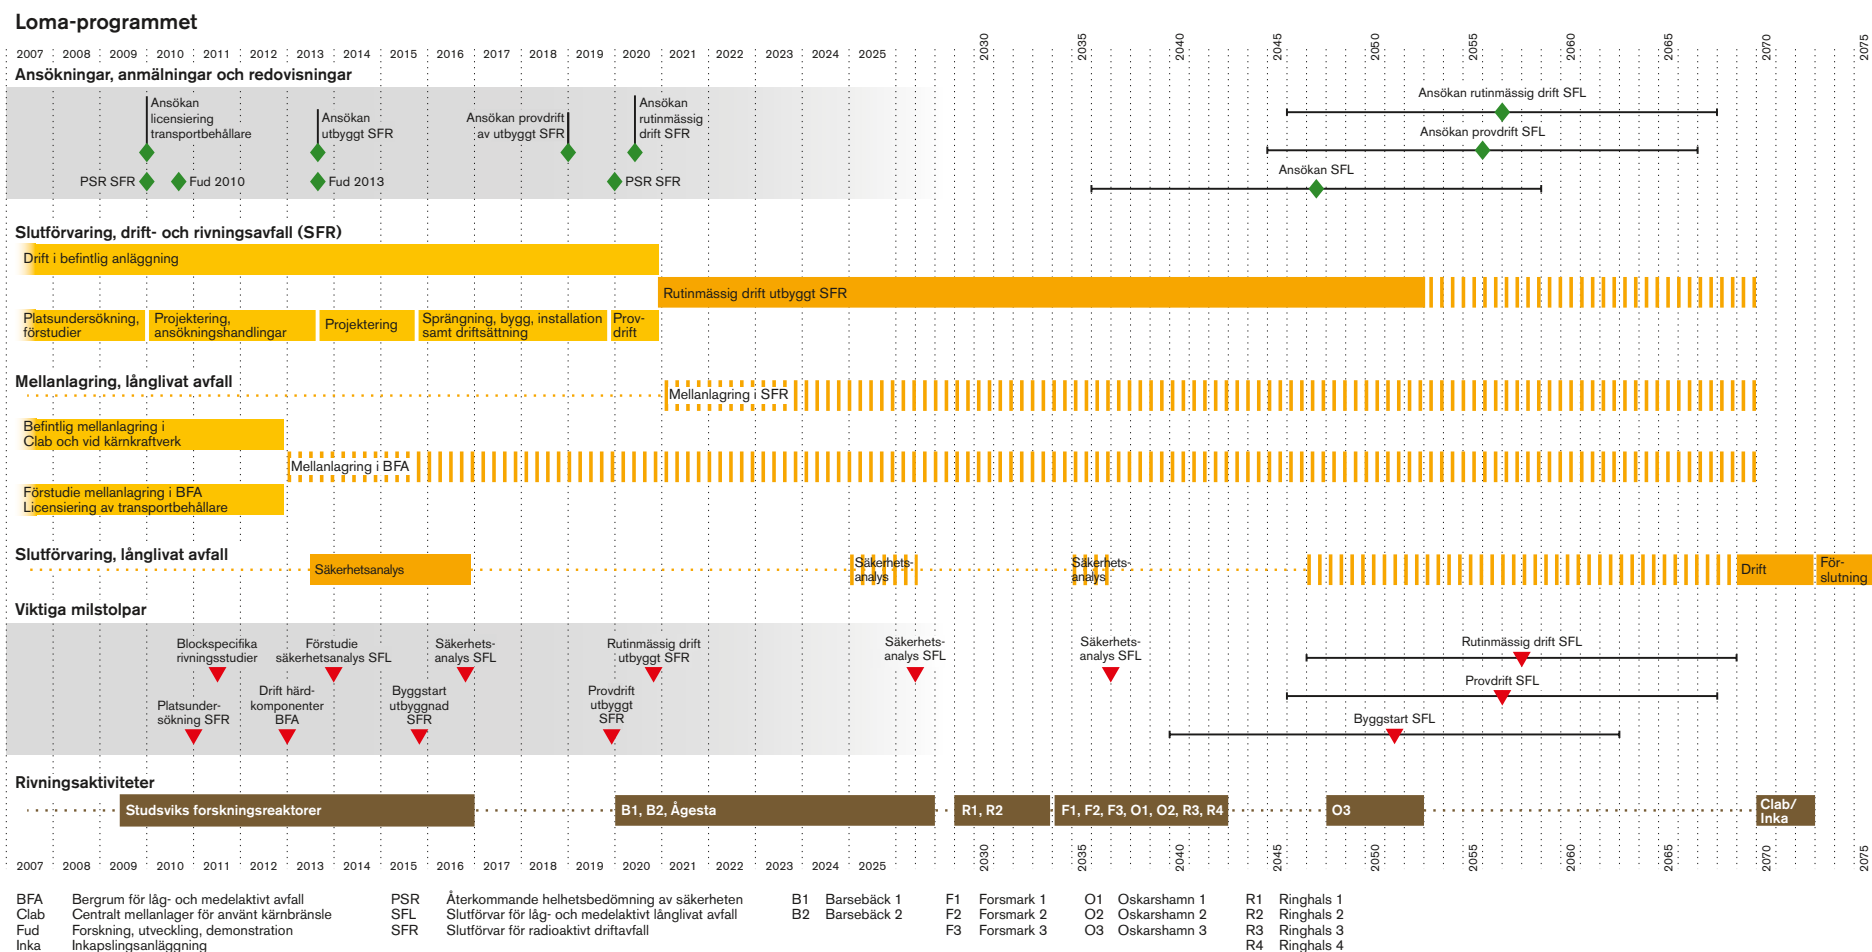 Loma-programmet
2007 2008 2009 2010 2011 2012 2013 2014 2015 2016 2017 2018 2019 2020 2021 2022 2023 2024 2025 2030 2035 2040 2045 2050 2055 2060 2065 2070 2075
Ansökningar, anmälningar och redovisningar
Ansökan
licensiering
transportbehållare
Ansökan
utbyggt SFR
Ansökan provdrift
av utbyggt SFR
Ansökan
rutinmässig
drift SFR
Ansökan rutinmässig drift SFL
Ansökan provdrift SFL
Ansökan SFL
PSR SFR
Fud 2010
Fud 2013
PSR SFR
Slutförvaring, drift- och rivningsavfall (SFR)
Drift i befintlig anläggning
Rutinmässig drift utbyggt SFR
Platsundersökning,
förstudier
Projektering,
ansökningshandlingar
Projektering
Sprängning, bygg, installation
samt driftsättning
Prov-
drift
Mellanlagring, långlivat avfall
Mellanlagring i SFR
Befintlig mellanlagring i
Clab och vid kärnkraftverk
Mellanlagring i BFA
Förstudie mellanlagring i BFA
Licensiering av transportbehållare
Slutförvaring, långlivat avfall
Säkerhetsanalys
Säkerhets-
analys
Säkerhets-
analys
Drift
För-
slutning
Viktiga milstolpar
Blockspecifika
rivningsstudier
Förstudie
säkerhetsanalys SFL
Säkerhets-
analys SFL
Rutinmässig drift
utbyggt SFR
Säkerhets-
analys SFL
Säkerhets-
analys SFL
Rutinmässig drift SFL
Provdrift SFL
Byggstart SFL
Platsunder-
sökning SFR
Drift härd-
komponenter
BFA
Byggstart
utbyggnad
SFR
Provdrift
utbyggt
SFR
Rivningsaktiviteter
Studsviks forskningsreaktorer
B1, B2, Ågesta
R1, R2
F1, F2, F3, O1, O2, R3, R4
O3
Clab/
Inka
2007 2008 2009 2010 2011 2012 2013 2014 2015 2016 2017 2018 2019 2020 2021 2022 2023 2024 2025 2030 2035 2040 2045 2050 2055 2060 2065 2070 2075
BFA Bergrum för låg- och medelaktivt avfall
Clab Centralt mellanlager för använt kärnbränsle
Fud Forskning, utveckling, demonstration
Inka Inkapslingsanläggning
PSR Återkommande helhetsbedömning av säkerheten
SFL Slutförvar för låg- och medelaktivt långlivat avfall
SFR Slutförvar för radioaktivt driftavfall
B1 Barsebäck 1
B2 Barsebäck 2
F1 Forsmark 1
F2 Forsmark 2
F3 Forsmark 3
O1 Oskarshamn 1
O2 Oskarshamn 2
O3 Oskarshamn 3
R1 Ringhals 1
R2 Ringhals 2
R3 Ringhals 3
R4 Ringhals 4